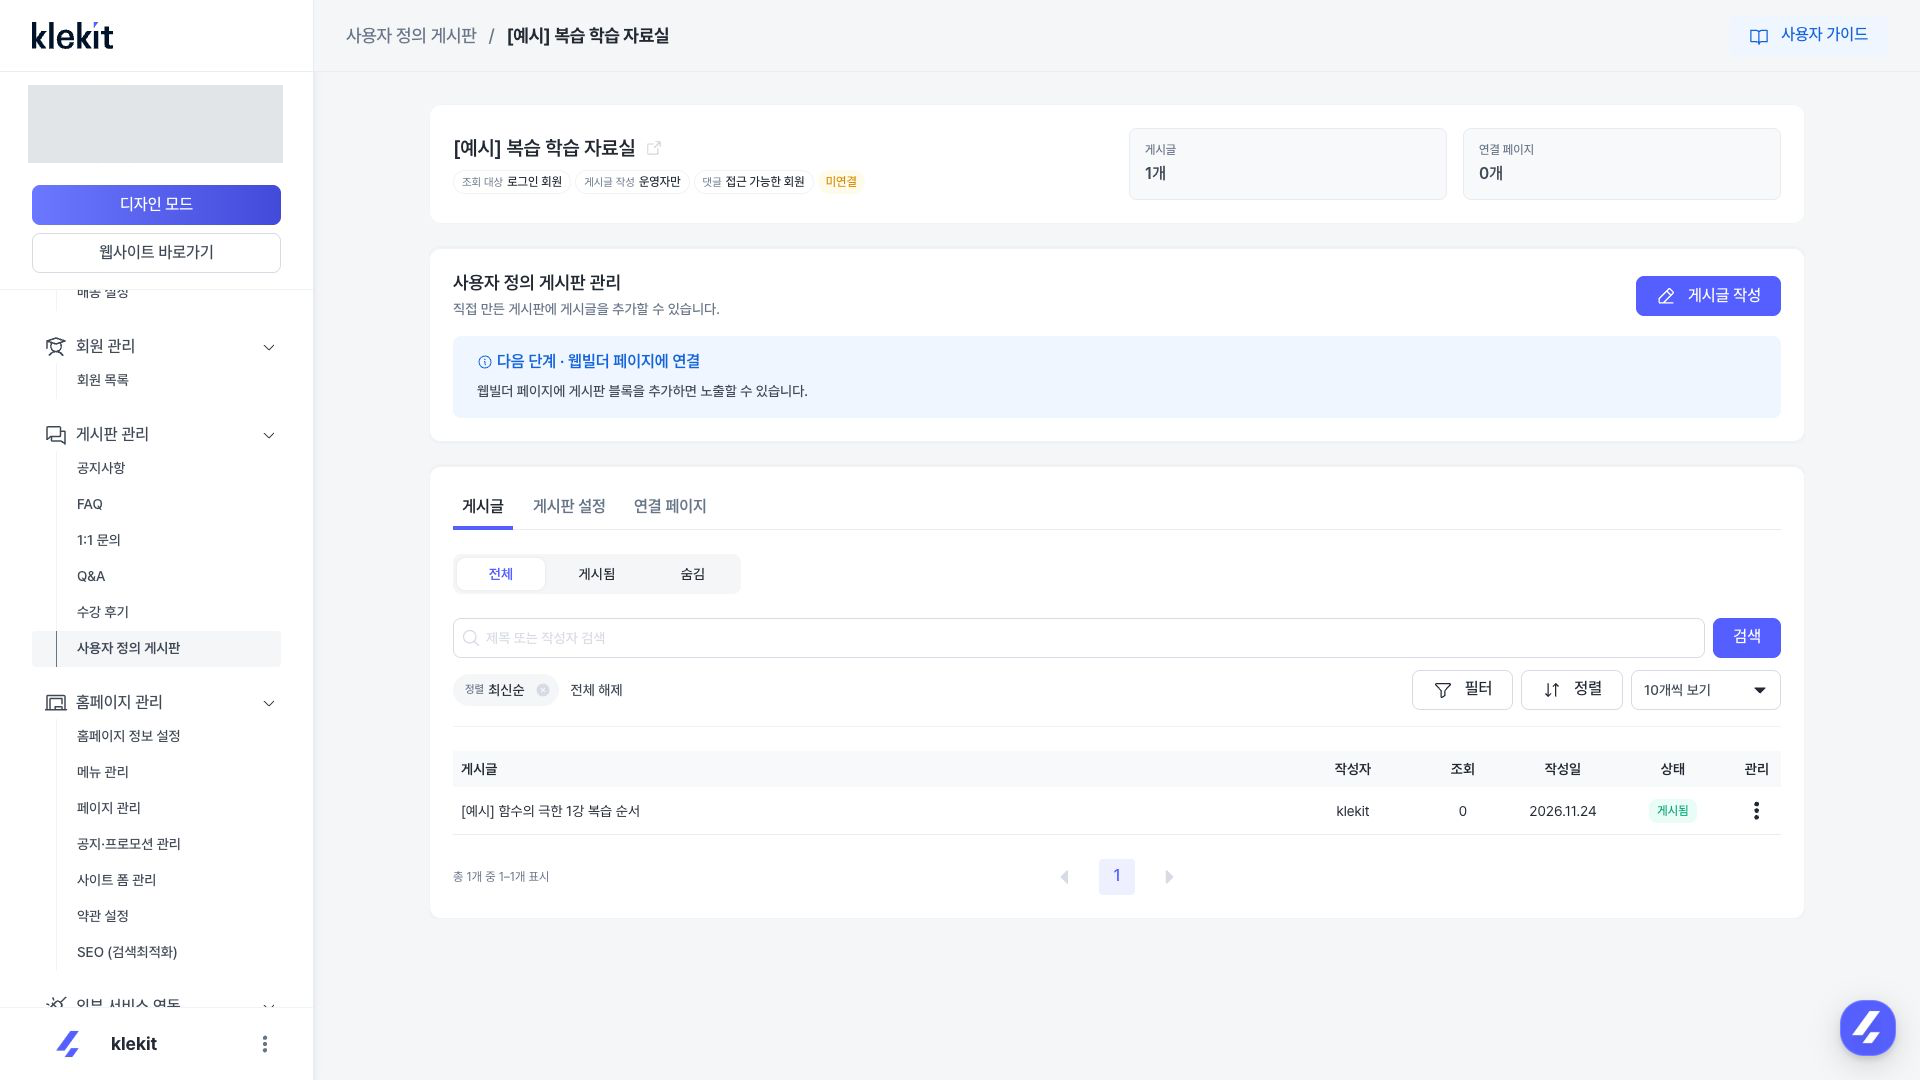 klekit
사용자 정의 게시판 / [예시] 복습 학습 자료실
사용자 가이드
디자인 모드
웹사이트 바로가기
배송 설정
회원 관리
회원 목록
게시판 관리
공지사항
FAQ
1:1 문의
Q&A
수강 후기
사용자 정의 게시판
홈페이지 관리
홈페이지 정보 설정
메뉴 관리
페이지 관리
공지·프로모션 관리
사이트 폼 관리
약관 설정
SEO (검색최적화)
외부 서비스 연동
klekit
[예시] 복습 학습 자료실
조회 대상 로그인 회원 게시글 작성 운영자만 댓글 접근 가능한 회원 미연결
게시글
1개
연결 페이지
0개
사용자 정의 게시판 관리
직접 만든 게시판에 게시글을 추가할 수 있습니다.
게시글 작성
다음 단계 · 웹빌더 페이지에 연결
웹빌더 페이지에 게시판 블록을 추가하면 노출할 수 있습니다.
게시글 게시판 설정 연결 페이지
전체 게시됨 숨김
제목 또는 작성자 검색
검색
정렬 최신순 전체 해제
필터 정렬 10개씩 보기
게시글 작성자 조회 작성일 상태 관리
[예시] 함수의 극한 1강 복습 순서 klekit 0 2026.11.24 게시됨
총 1개 중 1–1개 표시
1